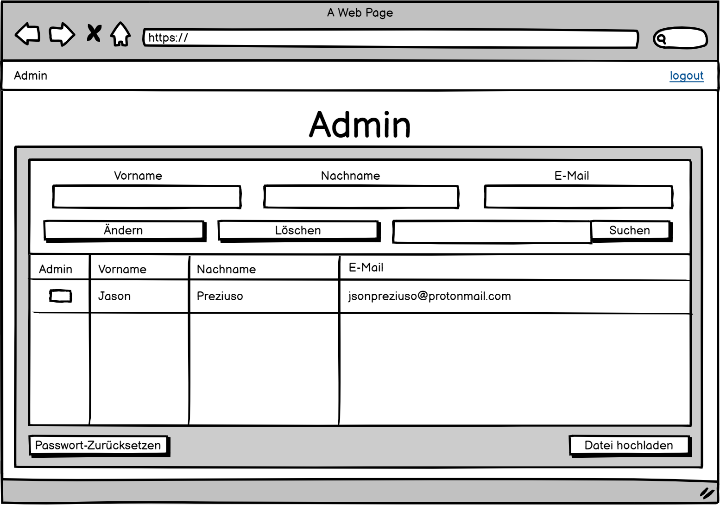 A Web Page
https://
Admin logout
Admin
Vorname Nachname E-Mail
Ändern Löschen Suchen
Admin Vorname Nachname E-Mail
Jason Preziuso jsonpreziuso@protonmail.com
Passwort-Zurücksetzen Datei hochladen